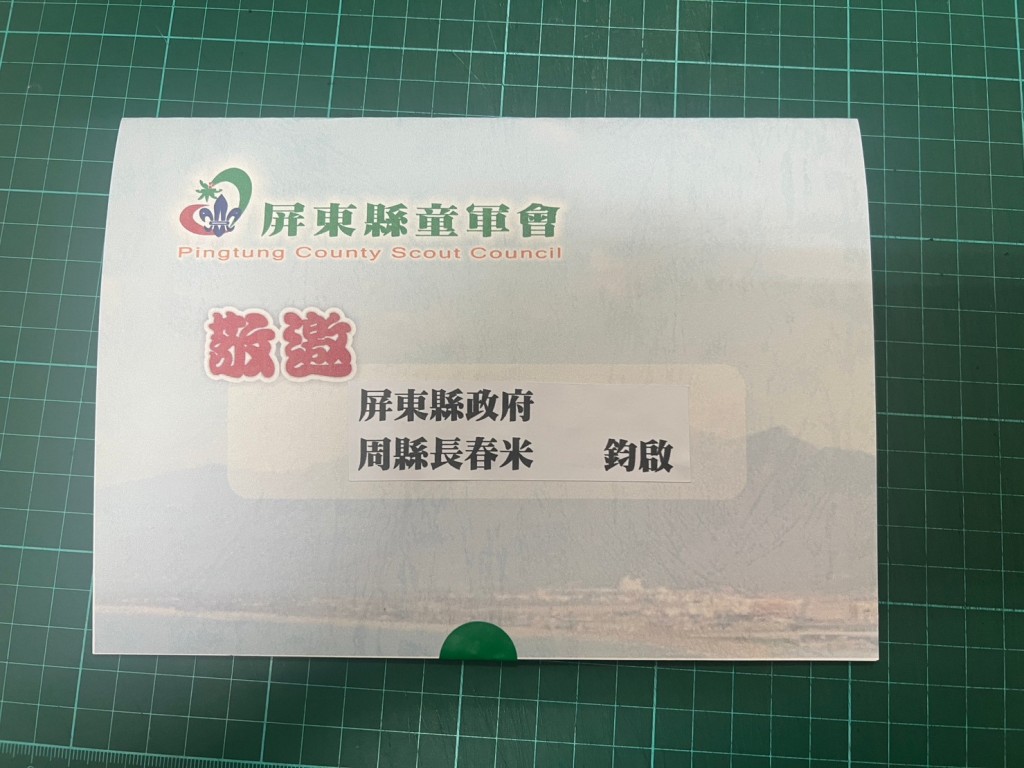 屏東縣童軍會
Pingtung County Scout Council
敬邀
屏東縣政府
周縣長春米 鈞啟